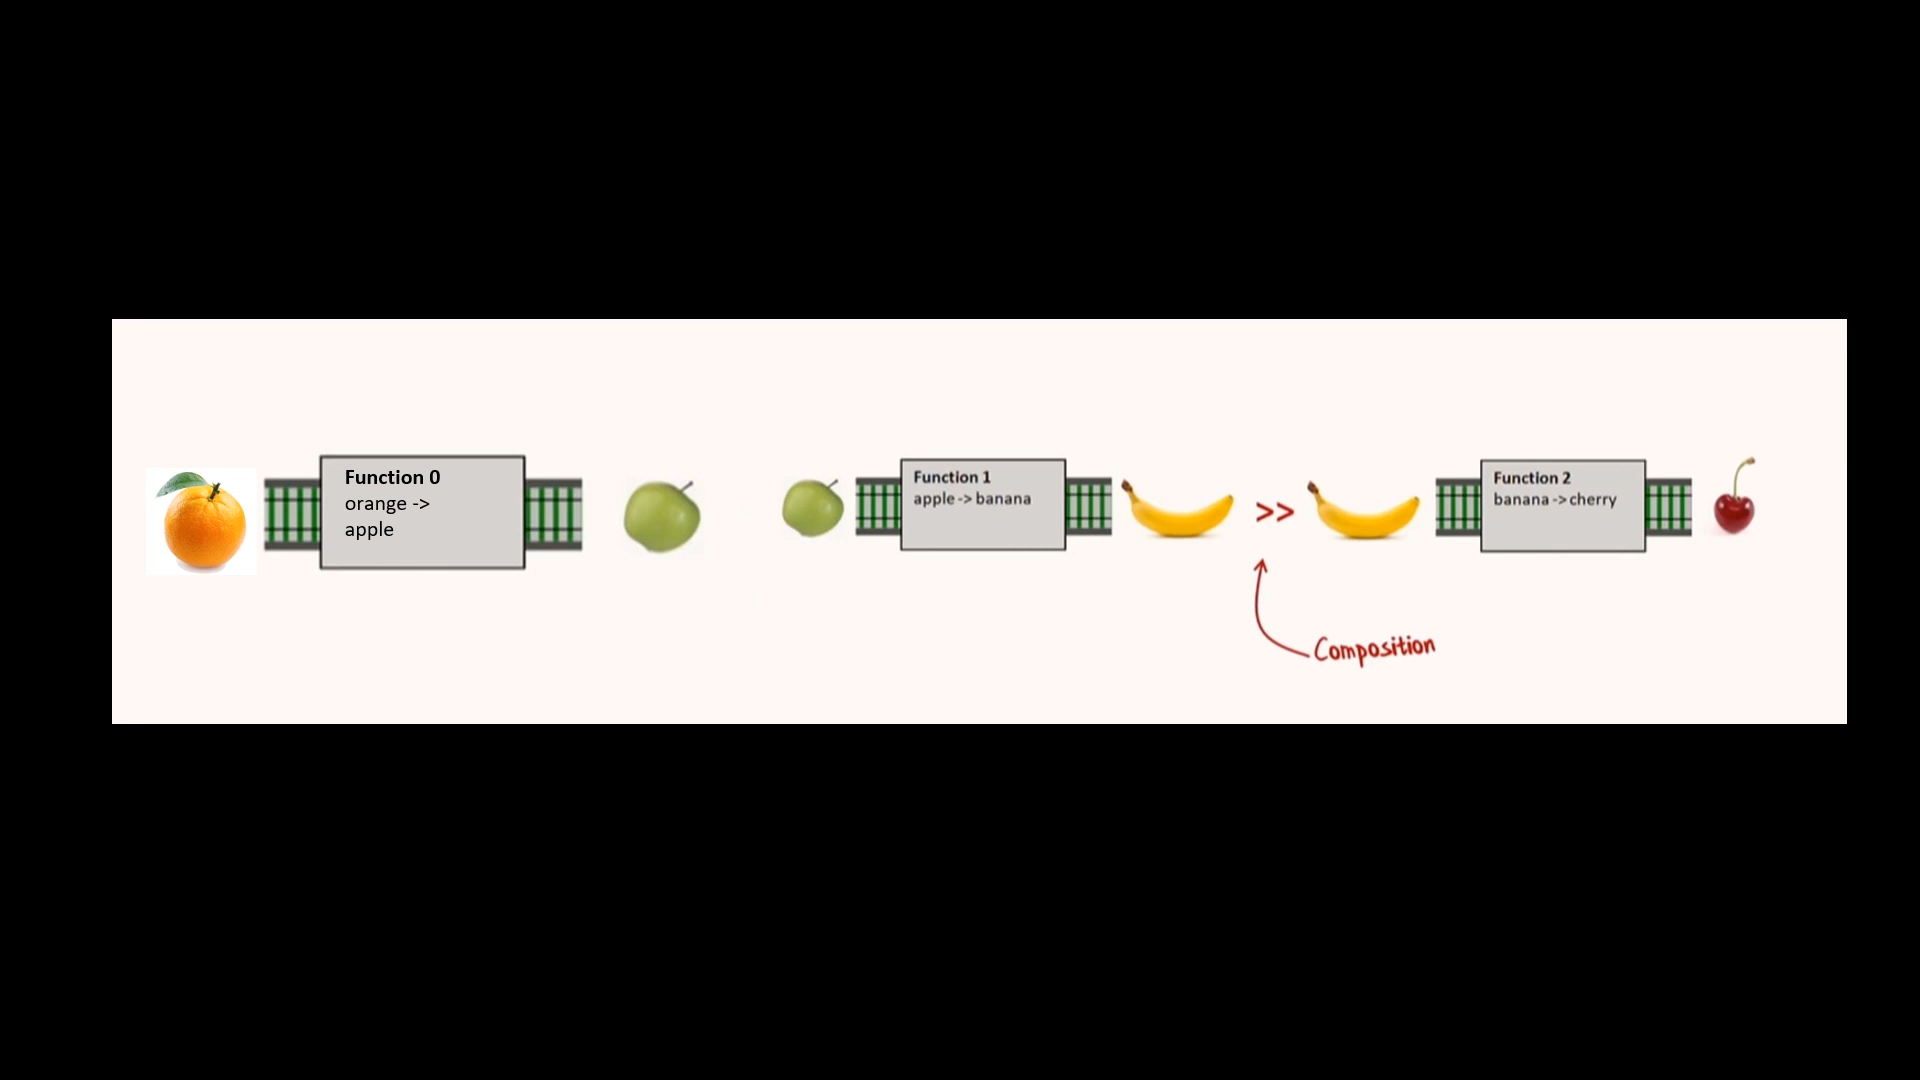 Function 0
orange ->
apple
Function 1
apple -> banana
>>
Function 2
banana -> cherry
Composition